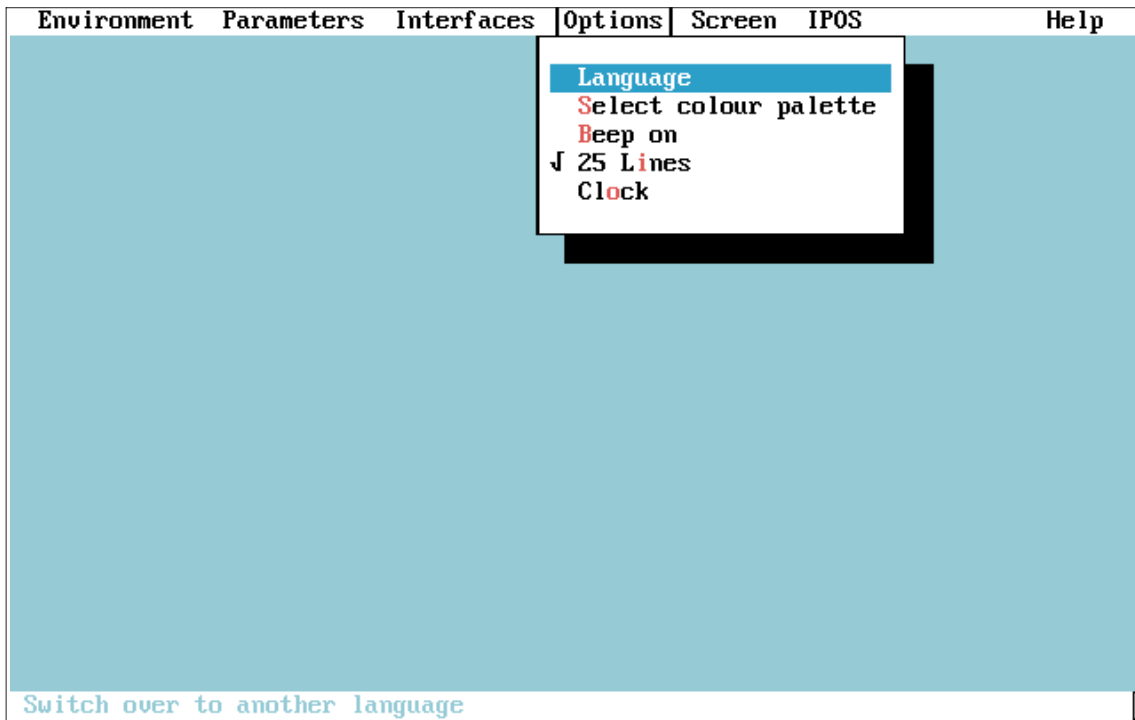 Environment Parameters Interfaces Options Screen IPOS Help
Language
Select colour palette
Beep on
√ 25 Lines
Clock
Switch over to another language